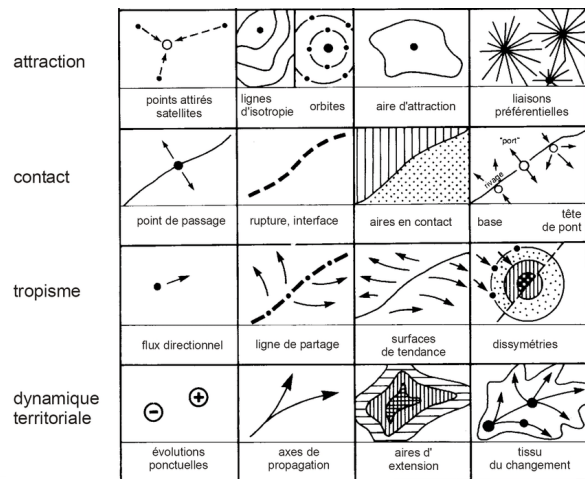 attraction
points attirés
satellites
lignes
d'isotropie
orbites
aire d'attraction
liaisons
préférentielles
contact
point de passage
rupture, interface
aires en contact
rivage
"port"
base
tête
de pont
tropisme
flux directionnel
ligne de partage
surfaces
de tendance
dissymétries
dynamique
territoriale
évolutions
ponctuelles
axes de
propagation
aires d'
extension
tissu
du changement